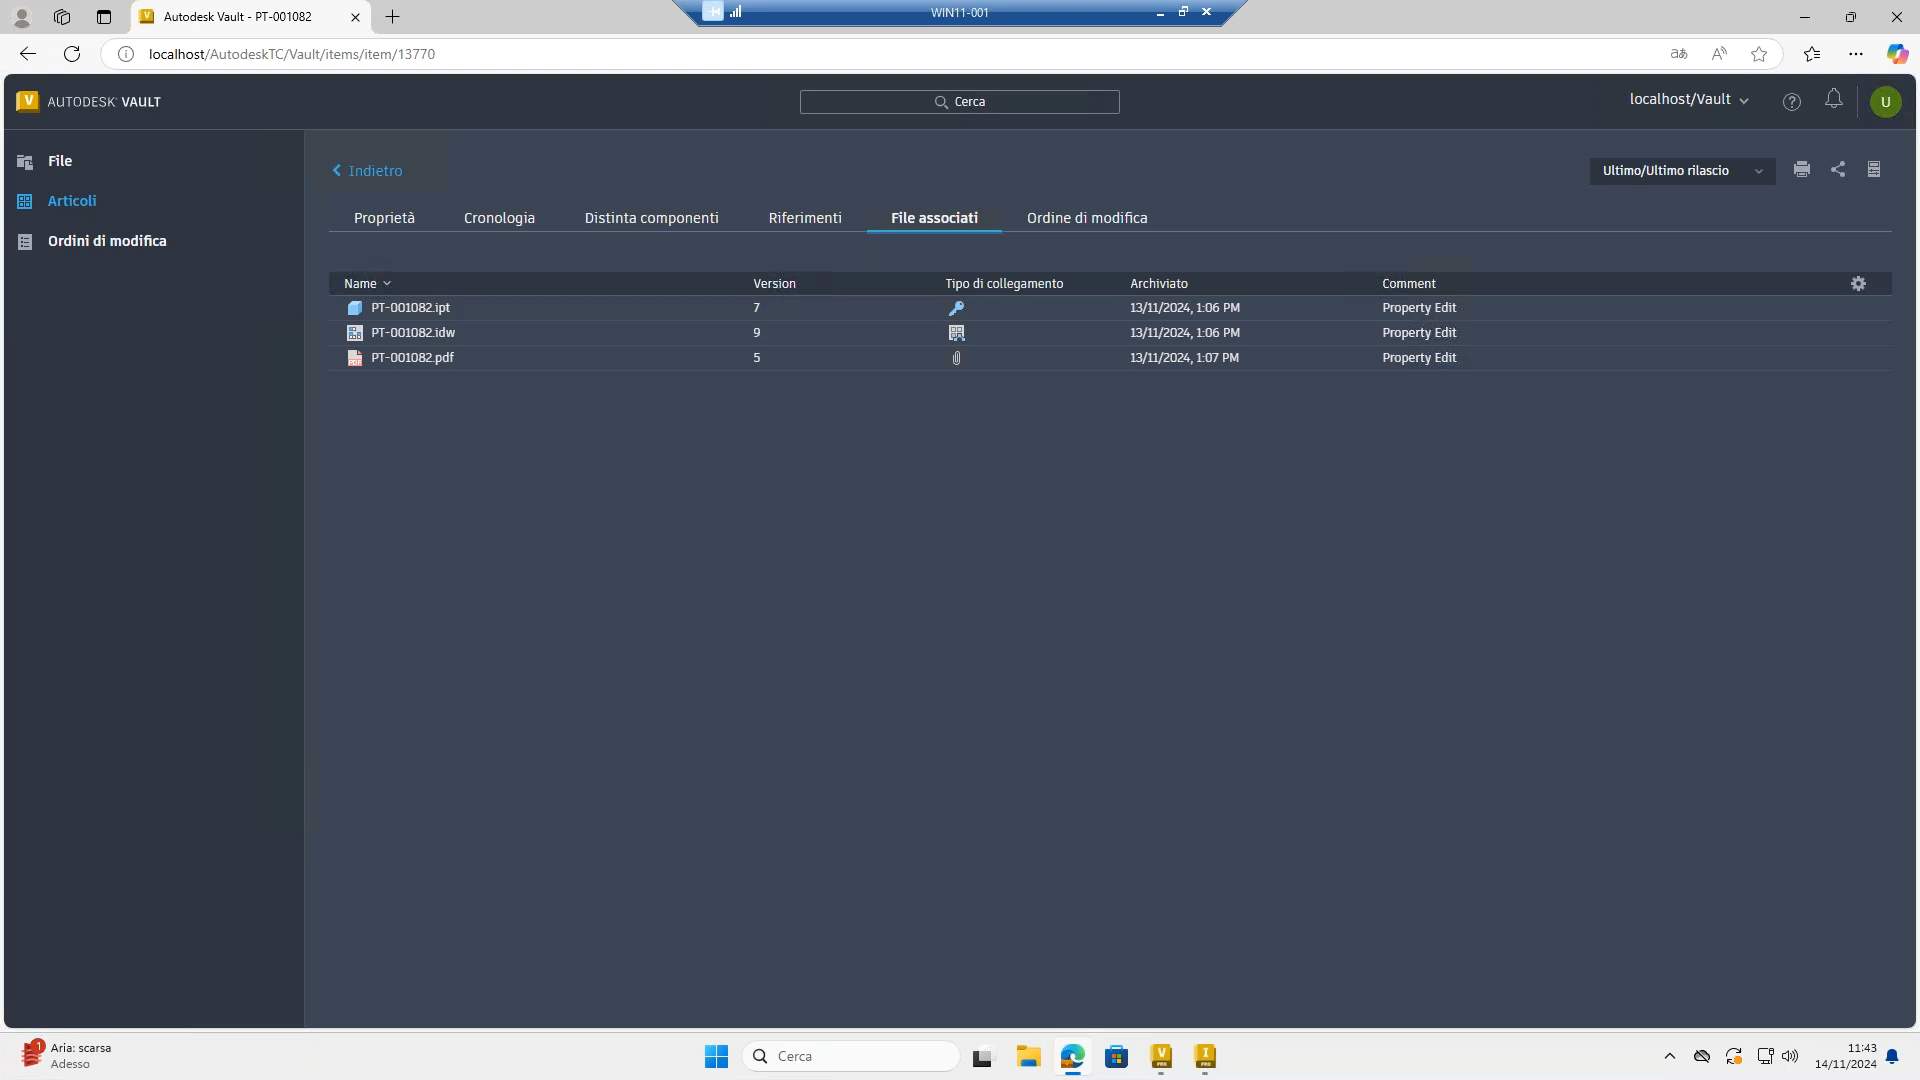 Autodesk Vault - PT-001082
WIN11-001
localhost/AutodeskTC/Vault/items/item/13770
AUTODESK VAULT
Cerca
localhost/Vault
U
File
Articoli
Ordini di modifica
Indietro
Ultimo/Ultimo rilascio
Proprietà Cronologia Distinta componenti Riferimenti File associati Ordine di modifica
Name Version Tipo di collegamento Archiviato Comment
PT-001082.ipt 7 13/11/2024, 1:06 PM Property Edit
PT-001082.idw 9 13/11/2024, 1:06 PM Property Edit
PT-001082.pdf 5 13/11/2024, 1:07 PM Property Edit
1
Aria: scarsa
Adesso
Cerca
11:43
14/11/2024